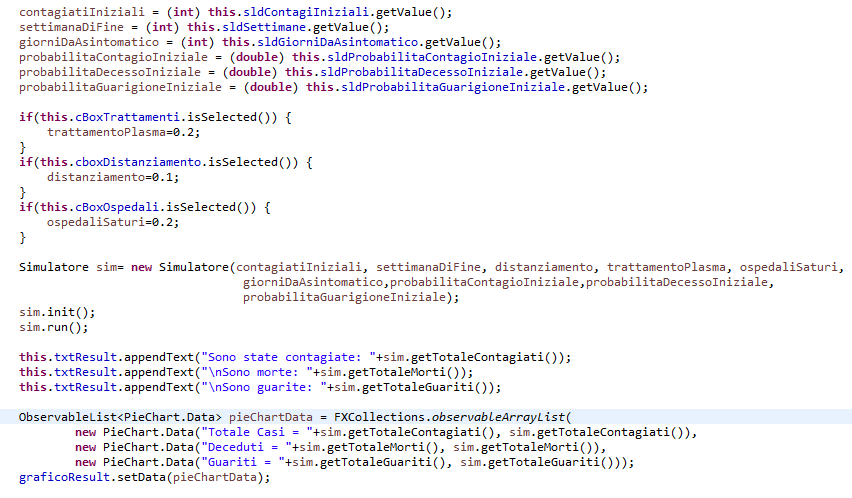 contagiatiIniziali = (int) this.sldContagiIniziali.getValue();
settimanaDiFine = (int) this.sldSettimane.getValue();
giorniDaAsintomatico = (int) this.sldGiorniDaAsintomatico.getValue();
probabilitaContagioIniziale = (double) this.sldProbabilitaContagioIniziale.getValue();
probabilitaDecessoIniziale = (double) this.sldProbabilitaDecessoIniziale.getValue();
probabilitaGuarigioneIniziale = (double) this.sldProbabilitaGuarigioneIniziale.getValue();

if(this.cBoxTrattamenti.isSelected()) {
    trattamentoPlasma=0.2;
}
if(this.cboxDistanziamento.isSelected()) {
    distanziamento=0.1;
}
if(this.cBoxOspedali.isSelected()) {
    ospedaliSaturi=0.2;
}

Simulatore sim= new Simulatore(contagiatiIniziali, settimanaDiFine, distanziamento, trattamentoPlasma, ospedaliSaturi,
                                giorniDaAsintomatico,probabilitaContagioIniziale,probabilitaDecessoIniziale,
                                probabilitaGuarigioneIniziale);
sim.init();
sim.run();

this.txtResult.appendText("Sono state contagiate: "+sim.getTotaleContagiati());
this.txtResult.appendText("\nSono morte: "+sim.getTotaleMorti());
this.txtResult.appendText("\nSono guarite: "+sim.getTotaleGuariti());

ObservableList<PieChart.Data> pieChartData = FXCollections.observableArrayList(
        new PieChart.Data("Totale Casi = "+sim.getTotaleContagiati(), sim.getTotaleContagiati()),
        new PieChart.Data("Deceduti = "+sim.getTotaleMorti(), sim.getTotaleMorti()),
        new PieChart.Data("Guariti = "+sim.getTotaleGuariti(), sim.getTotaleGuariti()));
graficoResult.setData(pieChartData);